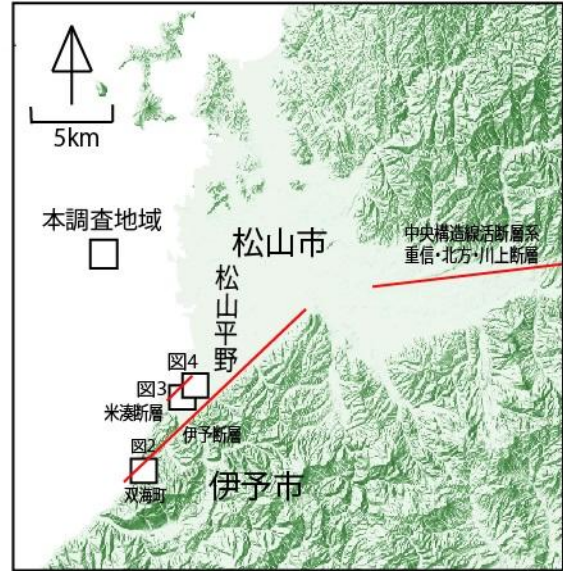 5km
本調査地域
松山市
中央構造線活断層系
重信・北方・川上断層
松山平野
図4
図3
米湊断層
伊予断層
図2
双海町
伊予市